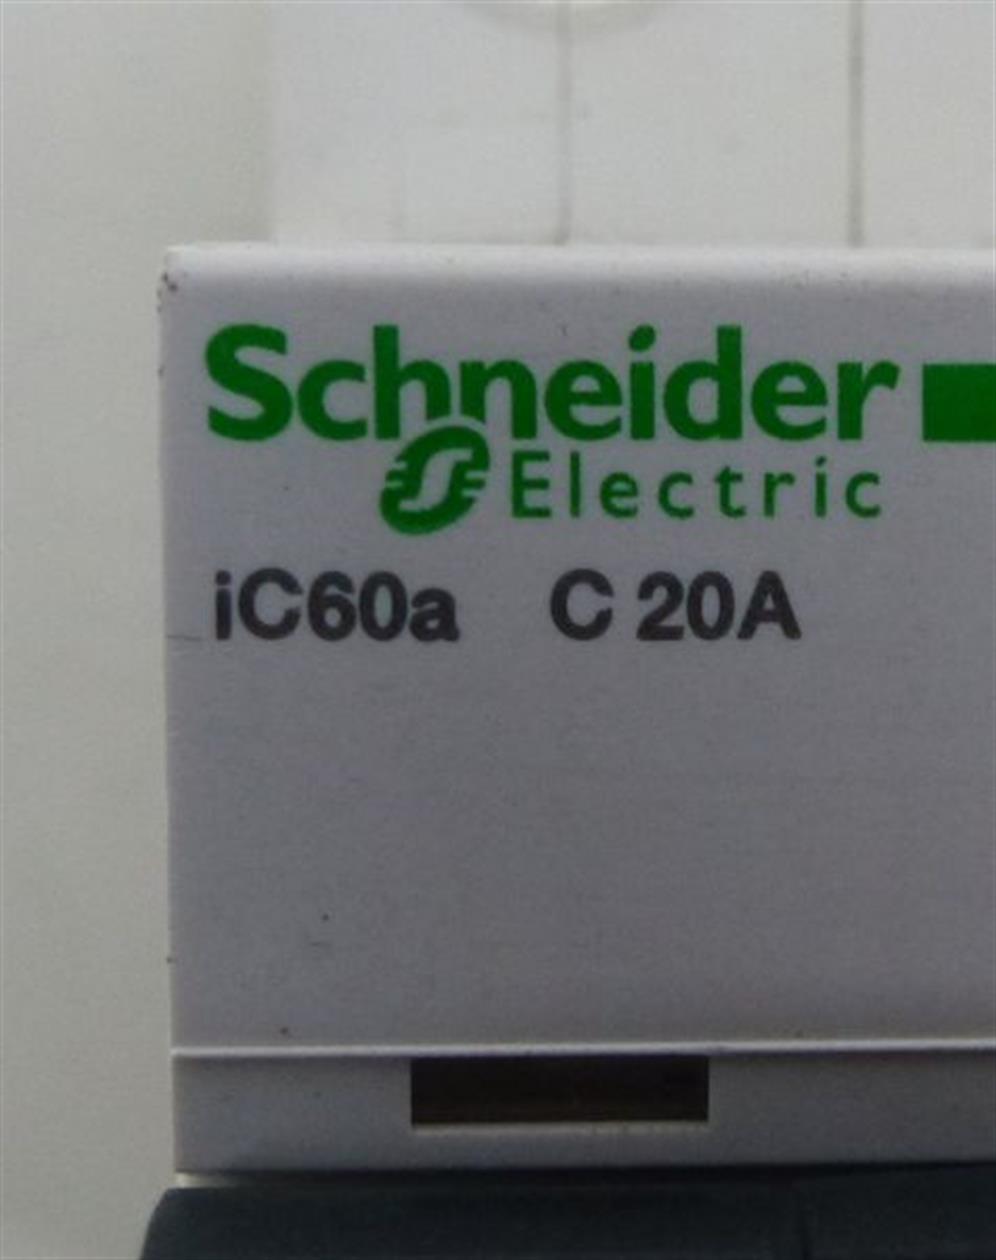 Schneider
Electric
iC60a C 20A